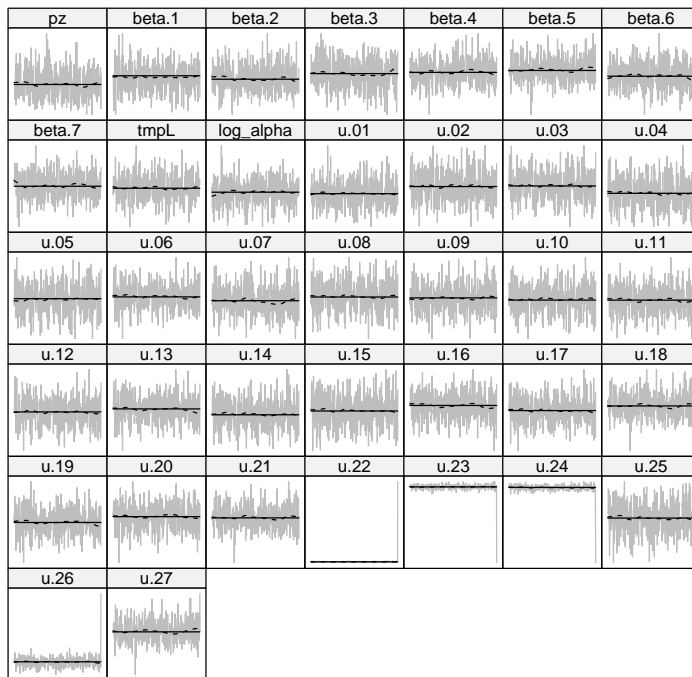 pz beta.1 beta.2 beta.3 beta.4 beta.5 beta.6
beta.7 tmpL log_alpha u.01 u.02 u.03 u.04
u.05 u.06 u.07 u.08 u.09 u.10 u.11
u.12 u.13 u.14 u.15 u.16 u.17 u.18
u.19 u.20 u.21 u.22 u.23 u.24 u.25
u.26 u.27